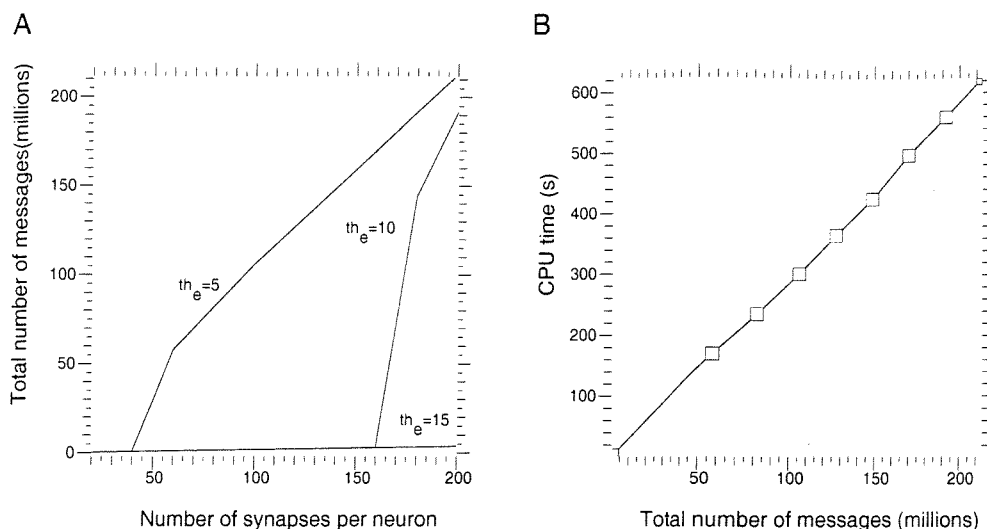 A
Total number of messages(millions)
200
150
100
50
0
th_e=5
th_e=10
th_e=15
50
100
150
200
Number of synapses per neuron
B
CPU time (s)
600
500
400
300
200
100
50
100
150
200
Total number of messages (millions)